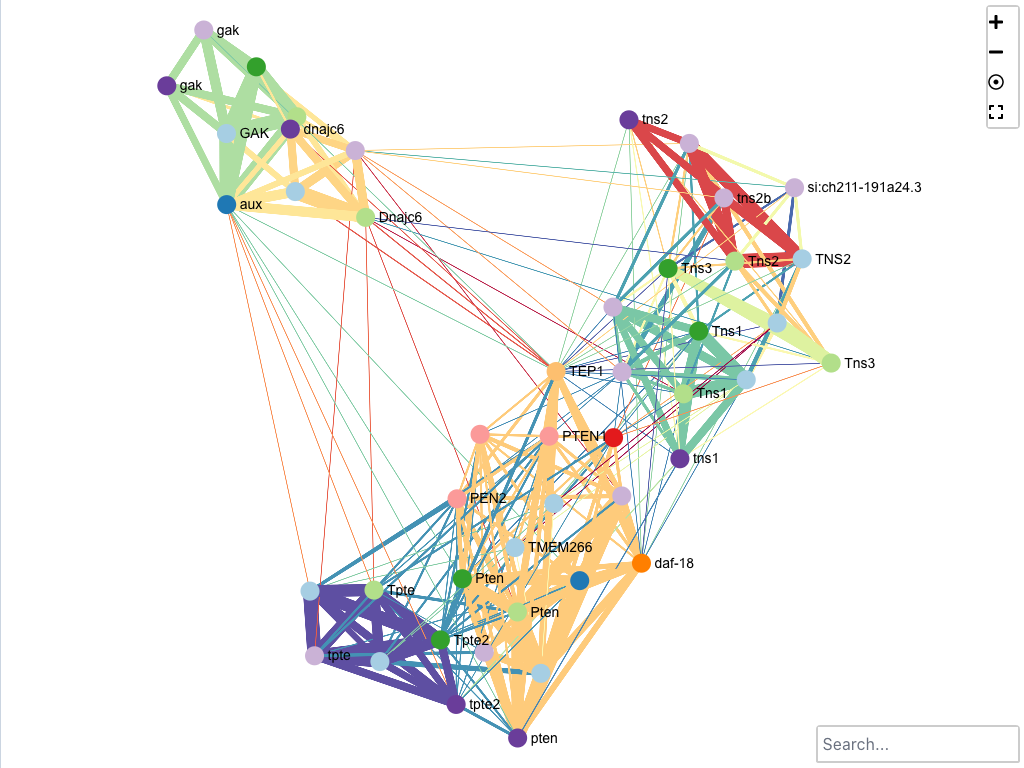 gak
gak
GAK
dnajc6
aux
Dnajc6
tns2
si:ch211-191a24.3
tns2b
Tns2
TNS2
Tns3
Tns1
Tns3
TEP1
Tns1
PTEN1
tns1
PEN2
TMEM266
daf-18
Pten
Tpte
Pten
Tpte2
tpte
tpte2
pten
Search...